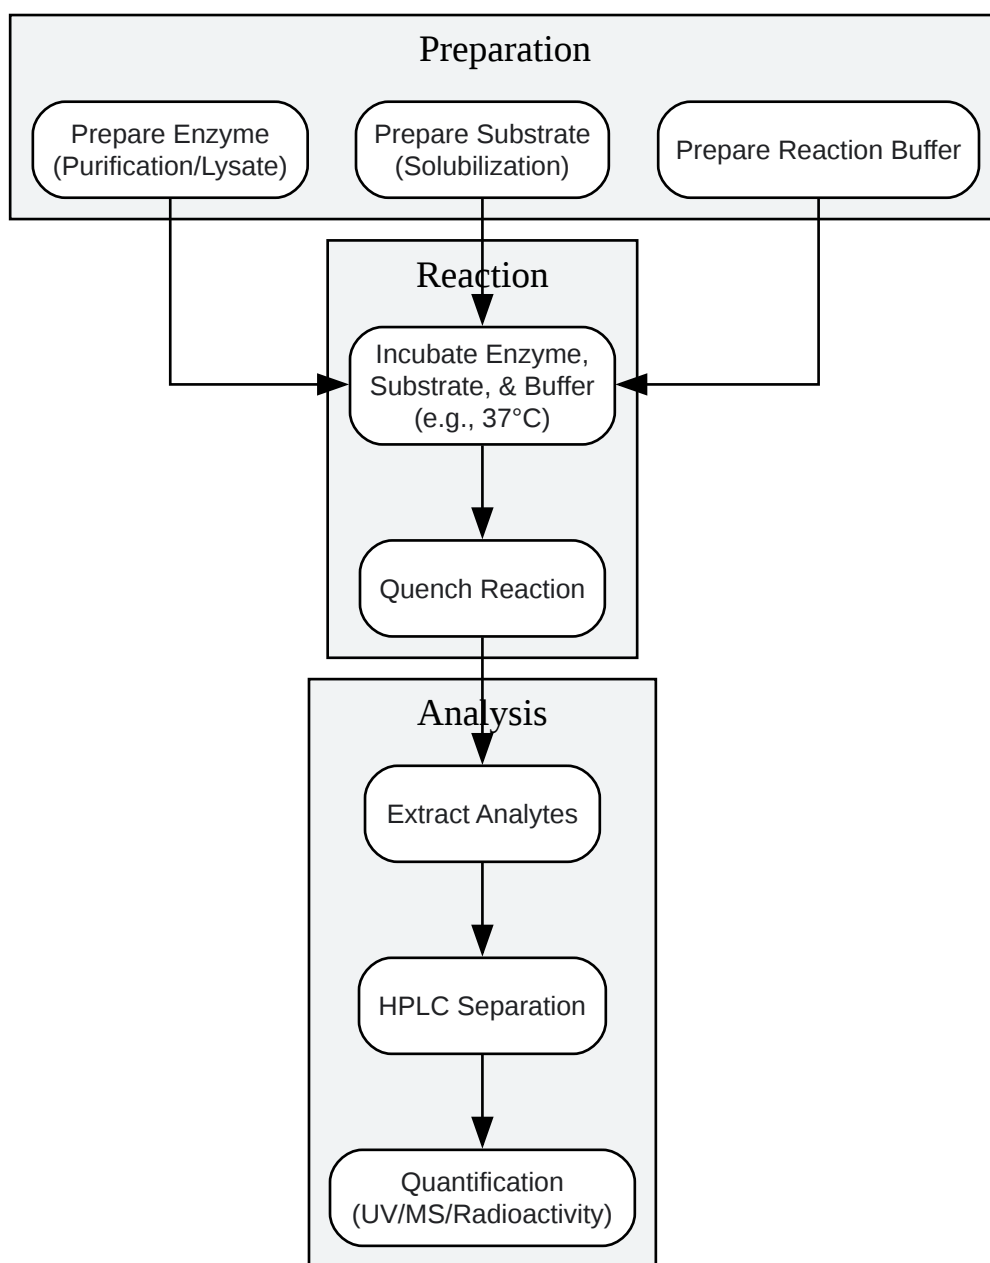 Preparation
Prepare Enzyme
(Purification/Lysate)
Prepare Substrate
(Solubilization)
Prepare Reaction Buffer
Reaction
Incubate Enzyme,
Substrate, & Buffer
(e.g., 37°C)
Quench Reaction
Analysis
Extract Analytes
HPLC Separation
Quantification
(UV/MS/Radioactivity)